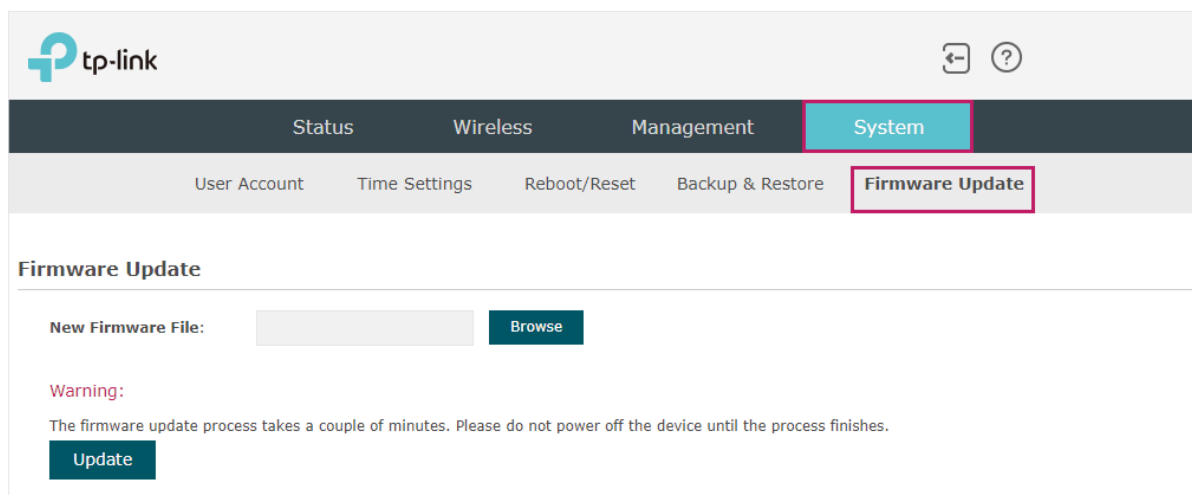 tp-link
Status Wireless Management System
User Account Time Settings Reboot/Reset Backup & Restore Firmware Update
Firmware Update
New Firmware File: Browse
Warning:
The firmware update process takes a couple of minutes. Please do not power off the device until the process finishes.
Update